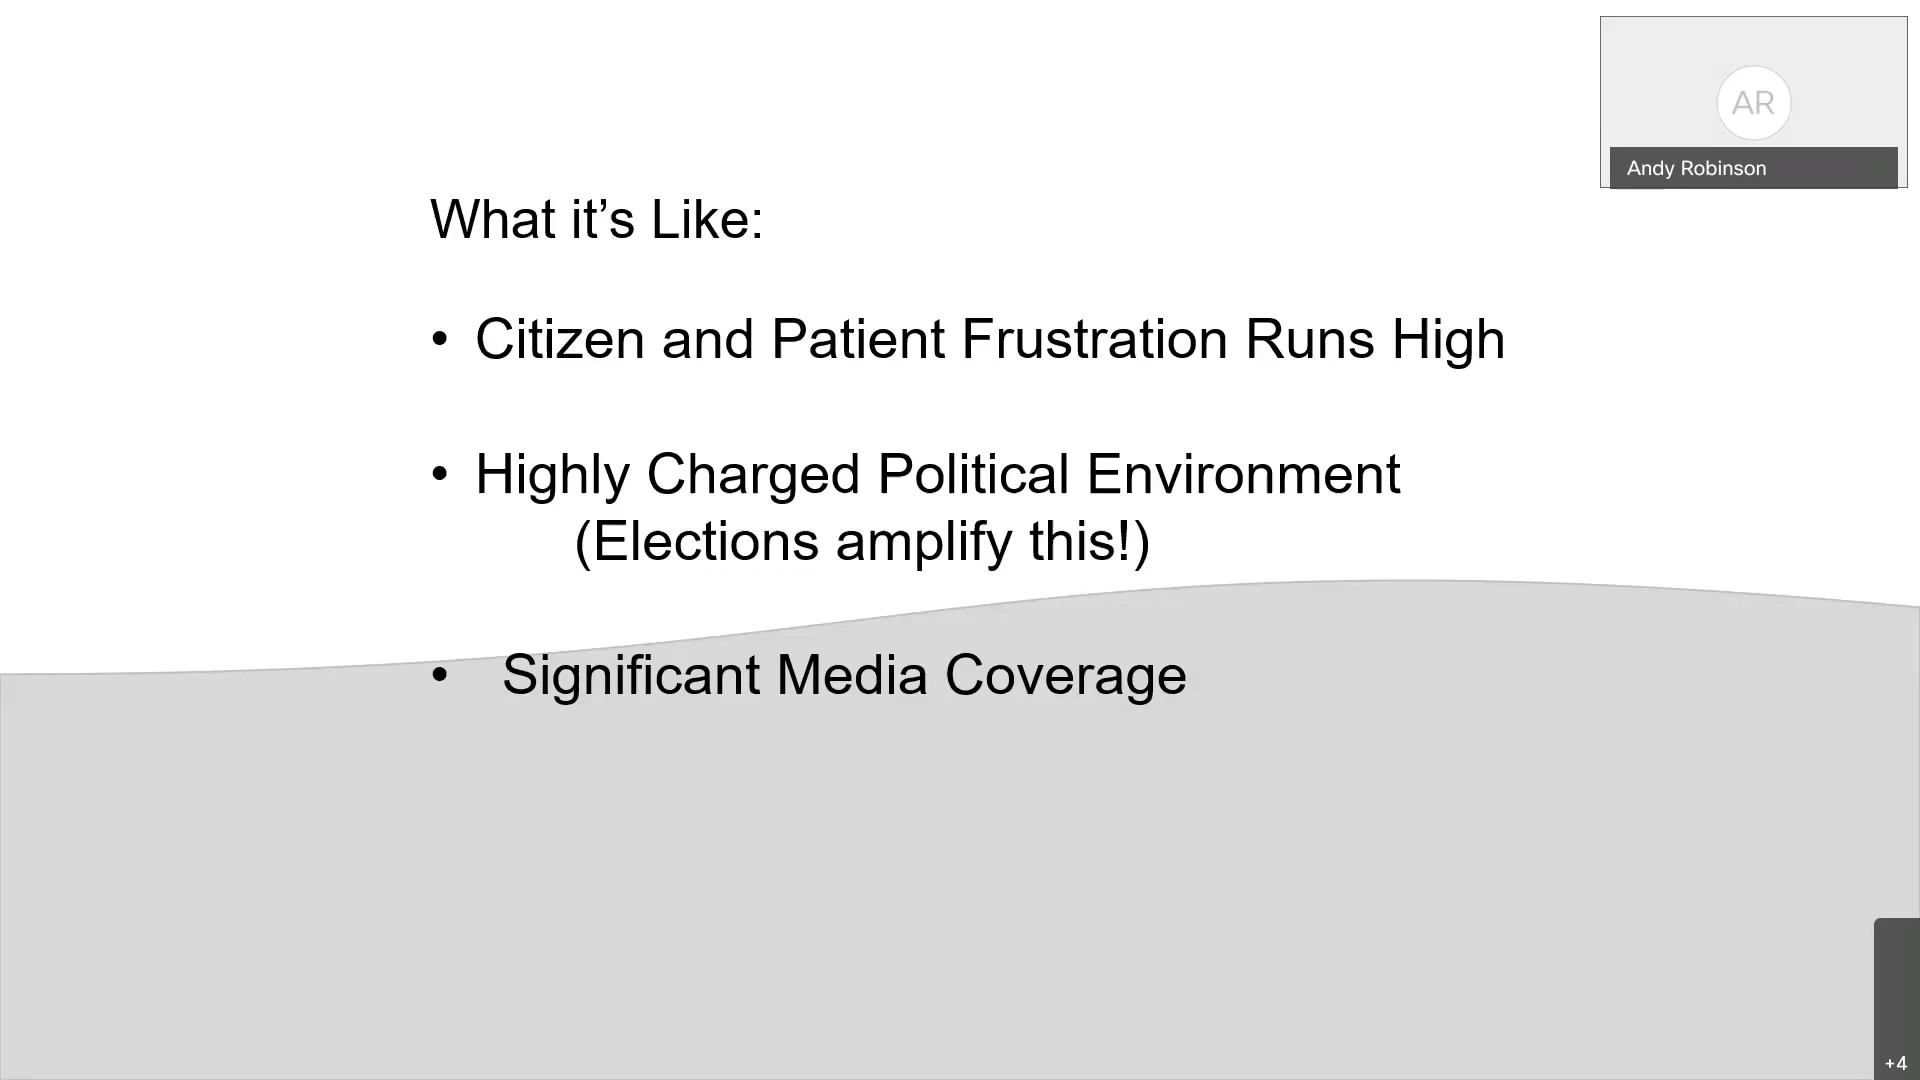 AR
Andy Robinson
What it’s Like:
• Citizen and Patient Frustration Runs High
• Highly Charged Political Environment
(Elections amplify this!)
• Significant Media Coverage
+4